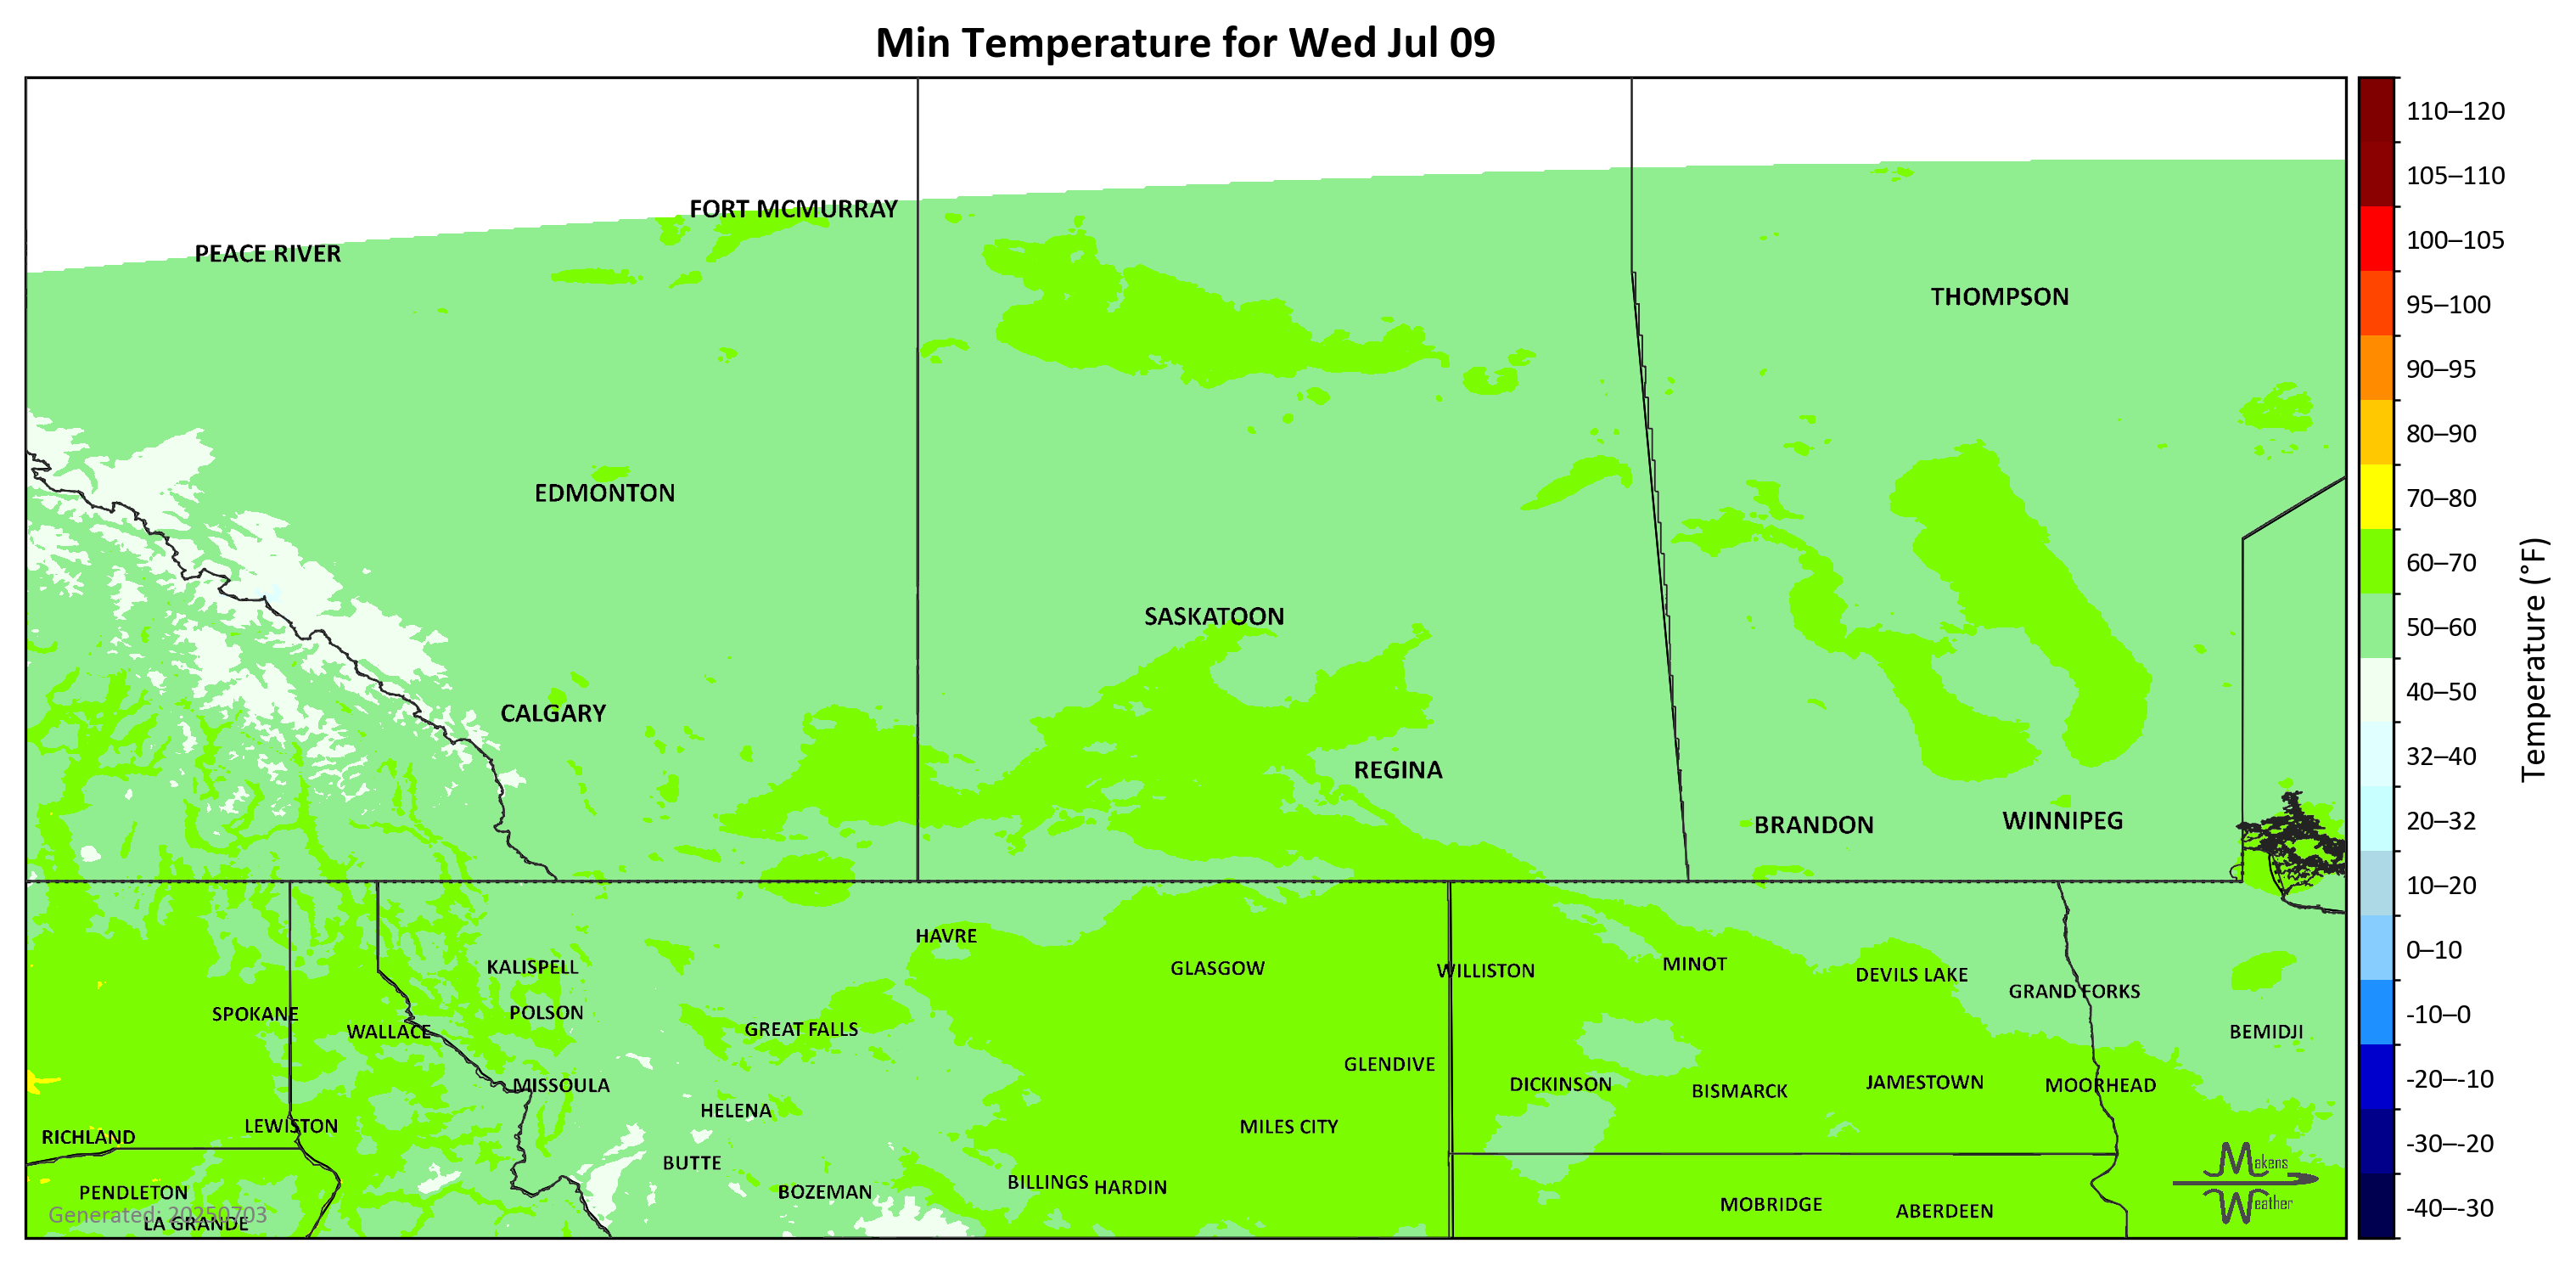 Min Temperature for Wed Jul 09
FORT MCMURRAY
PEACE RIVER
THOMPSON
EDMONTON
SASKATOON
CALGARY
REGINA
BRANDON
WINNIPEG
HAVRE
KALISPELL
GLASGOW
WILLISTON
MINOT
DEVILS LAKE
GRAND FORKS
SPOKANE
POLSON
WALLACE
GREAT FALLS
BEMIDJI
GLENDIVE
MISSOULA
DICKINSON
BISMARCK
JAMESTOWN
MOORHEAD
HELENA
LEWISTON
MILES CITY
RICHLAND
BUTTE
BOZEMAN
BILLINGS
HARDIN
PENDLETON
MOBRIDGE
ABERDEEN
Generated: 20250703
LA GRANDE
Makens
Weather
110–120
105–110
100–105
95–100
90–95
80–90
70–80
60–70
50–60
40–50
32–40
20–32
10–20
0–10
-10–0
-20–-10
-30–-20
-40–-30
Temperature (°F)